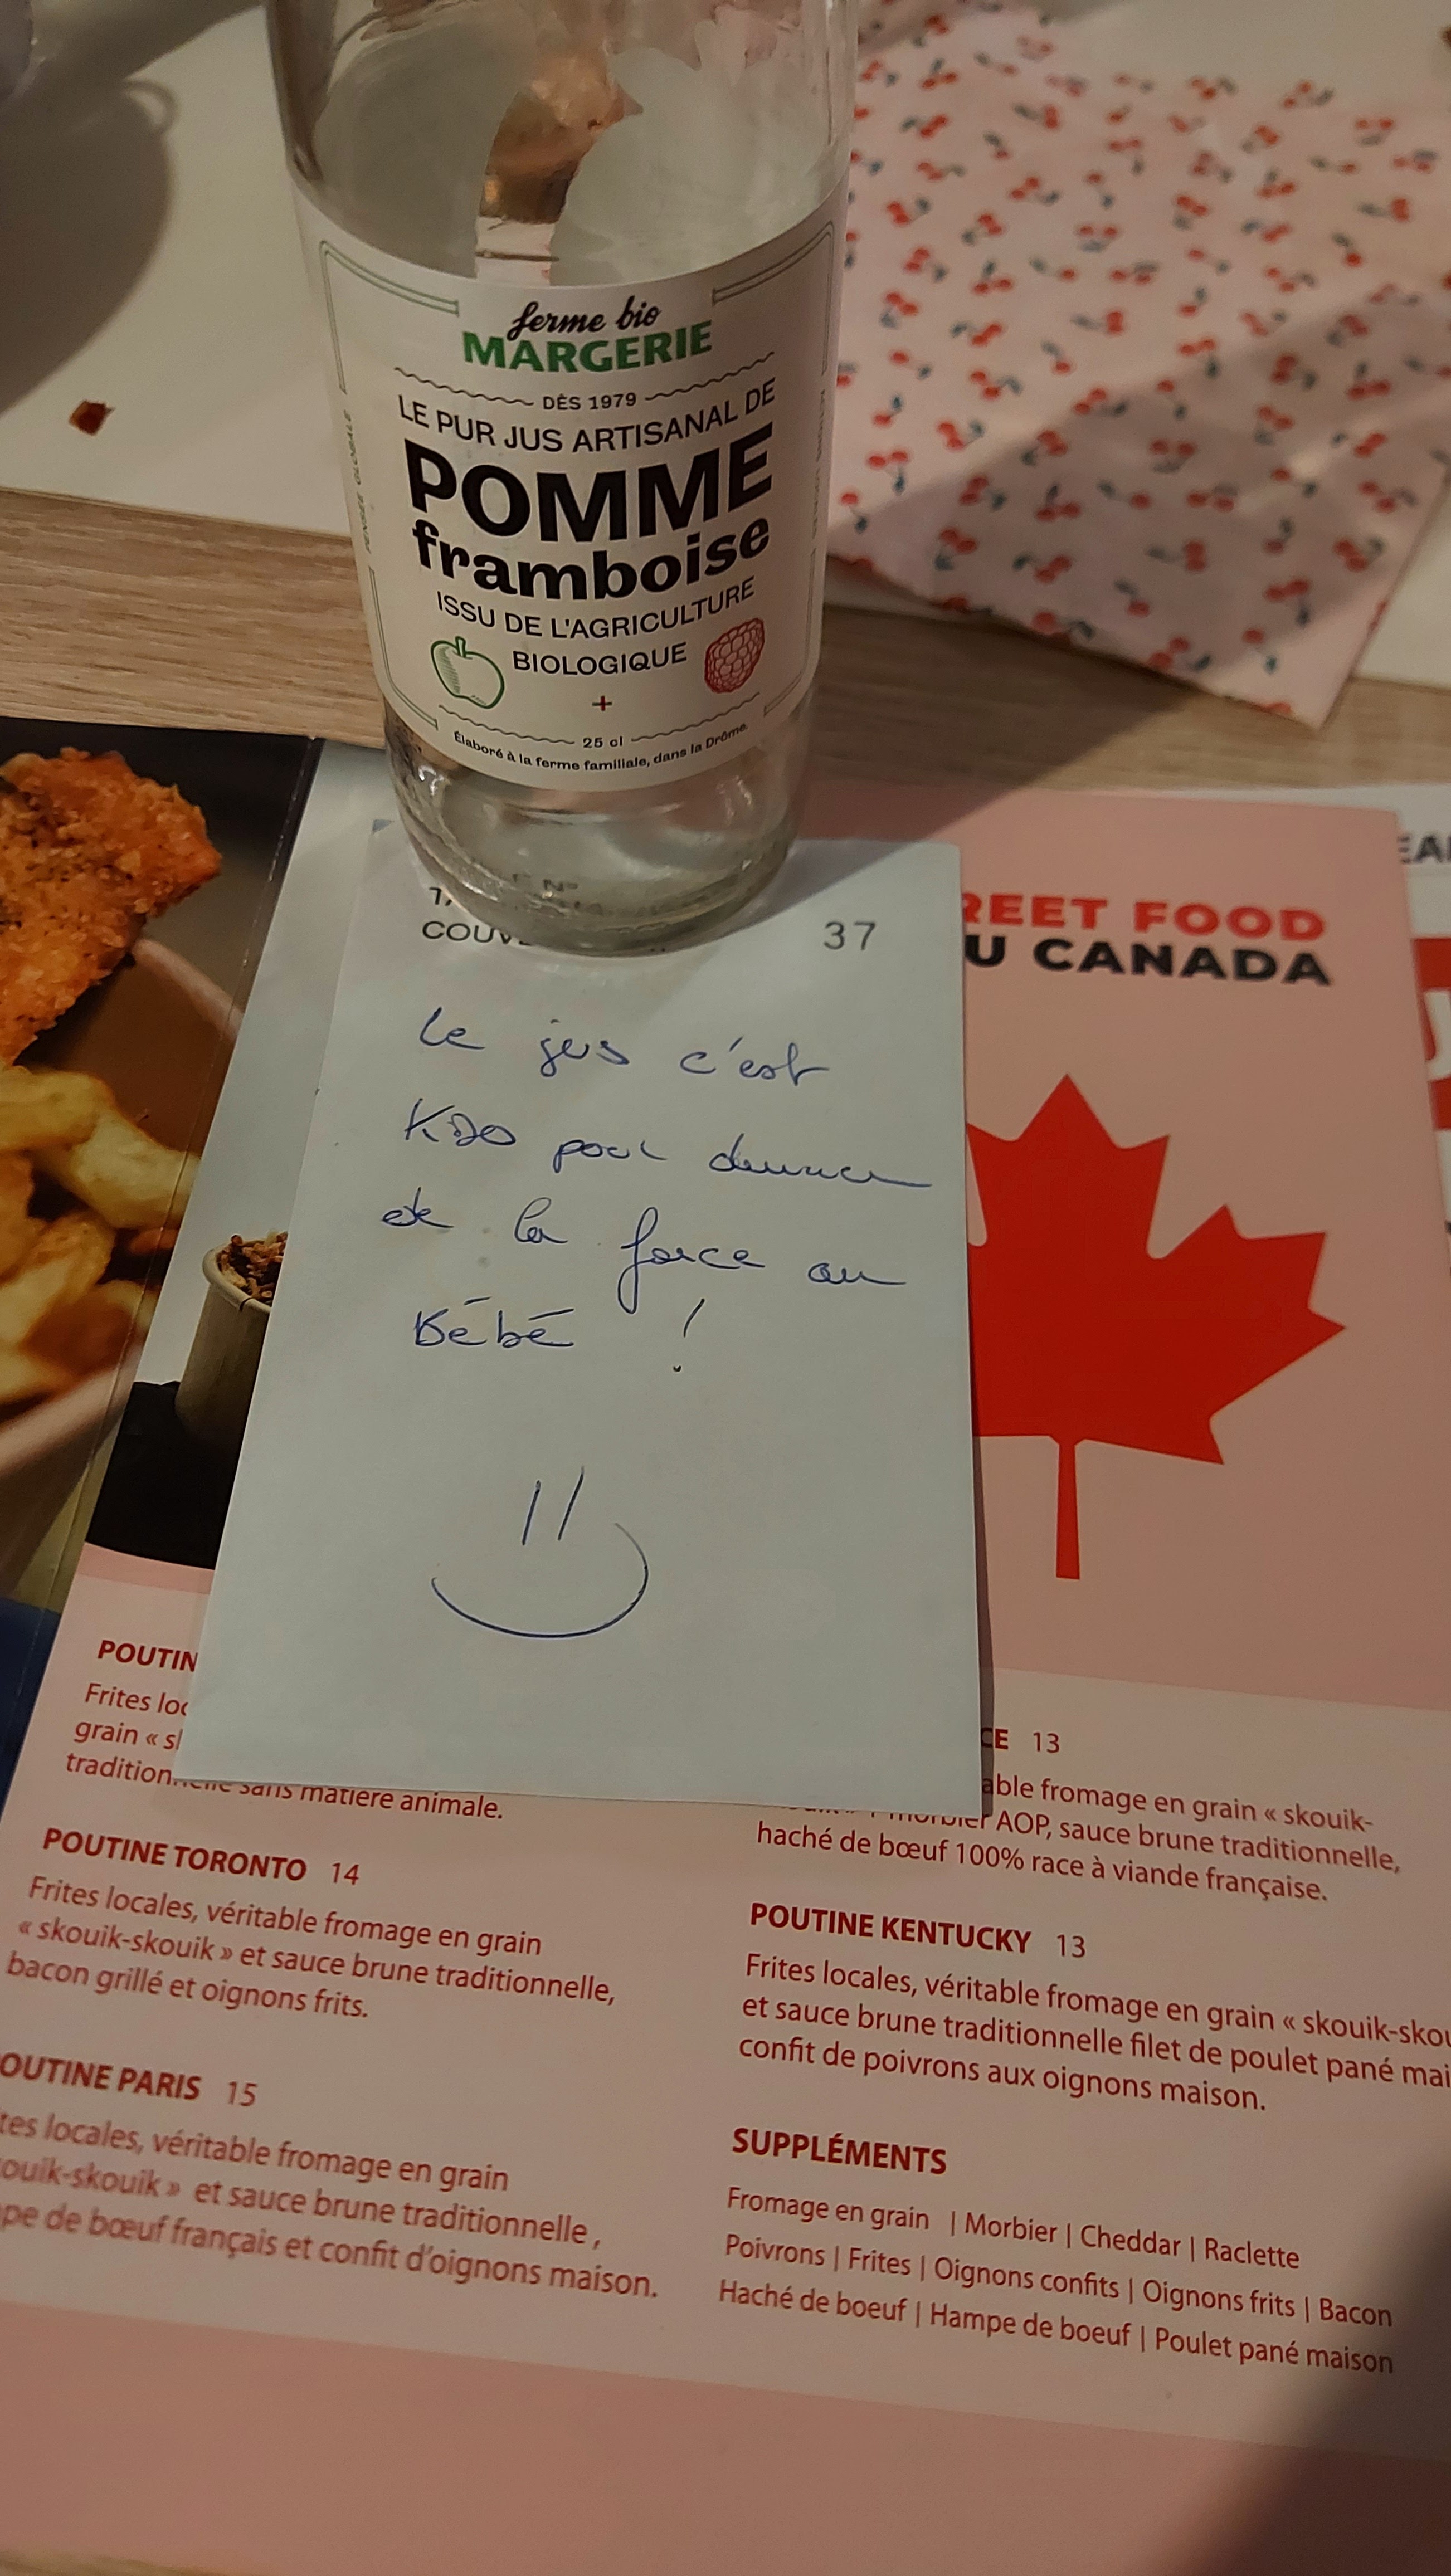 ferme bio
MARGERIE
DÈS 1979
LE PUR JUS ARTISANAL DE
POMME
framboise
ISSU DE L'AGRICULTURE
BIOLOGIQUE
+
25 cl
Élaboré à la ferme familiale, dans la Drôme
37
Le jus c'est
KDO pour donner
de la force au
Bébé !
REET FOOD
U CANADA
POUTIN
Frites loc
grain « s
sans matière animale.
POUTINE TORONTO 14
Frites locales, véritable fromage en grain
« skouik-skouik » et sauce brune traditionnelle,
bacon grillé et oignons frits.
OUTINE PARIS 15
tes locales, véritable fromage en grain
ouik-skouik » et sauce brune traditionnelle ,
pe de bœuf français et confit d'oignons maison.
CE 13
able fromage en grain « skouik-
morbier AOP, sauce brune traditionnelle,
haché de bœuf 100% race à viande française.
POUTINE KENTUCKY 13
Frites locales, véritable fromage en grain « skouik-skou
et sauce brune traditionnelle filet de poulet pané mai
confit de poivrons aux oignons maison.
SUPPLÉMENTS
Fromage en grain | Morbier | Cheddar | Raclette
Poivrons | Frites | Oignons confits | Oignons frits | Bacon
Haché de boeuf | Hampe de boeuf | Poulet pané maison